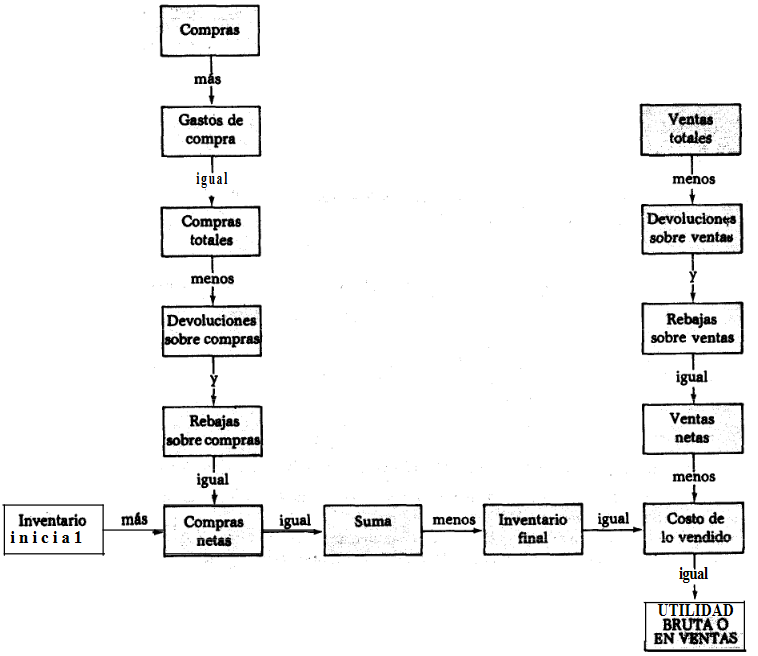 Compras
más
Gastos de
compra
igual
Compras
totales
menos
Devoluciones
sobre compras
y
Rebajas
sobre compras
igual
Inventario
inicial
más
Compras
netas
igual
Suma
menos
Inventario
final
igual
Ventas
totales
menos
Devoluciones
sobre ventas
y
Rebajas
sobre ventas
igual
Ventas
netas
menos
Costo de
lo vendido
igual
UTILIDAD
BRUTA O
EN VENTAS